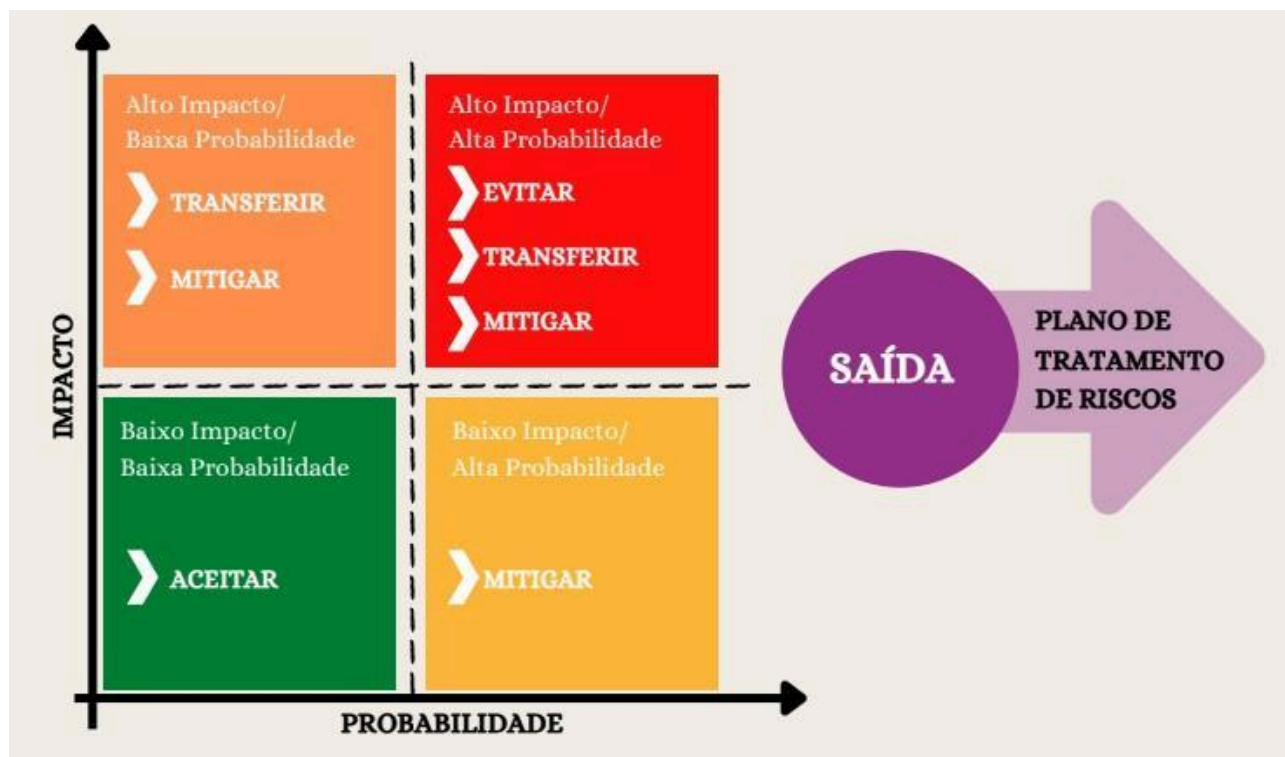 Alto Impacto/
Baixa Probabilidade
TRANSFERIR
MITIGAR
Alto Impacto/
Alta Probabilidade
EVITAR
TRANSFERIR
MITIGAR
IMPACTO
Baixo Impacto/
Baixa Probabilidade
ACEITAR
Baixo Impacto/
Alta Probabilidade
MITIGAR
PROBABILIDADE
SAÍDA
PLANO DE
TRATAMENTO
DE RISCOS